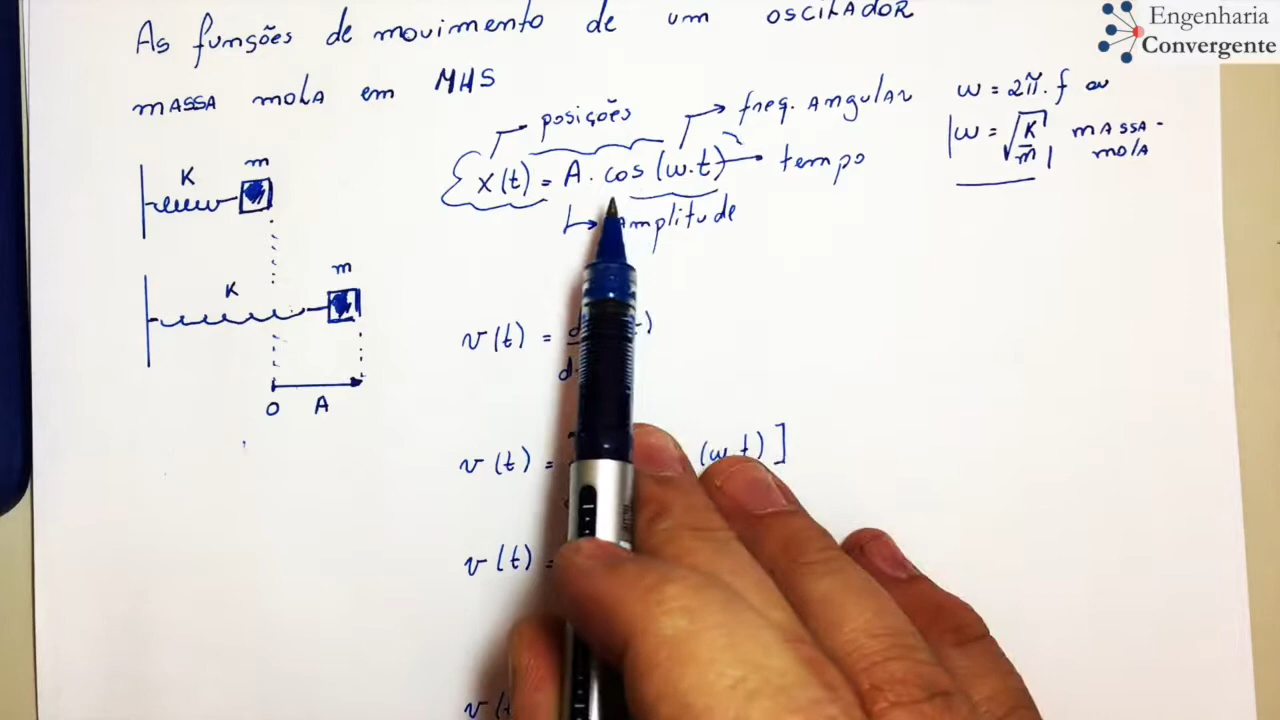 Engenharia
Convergente
As funções de movimento de um oscilador
massa mola em MHS
posições
freq. angular
w = 2π.f ou
w = √K/m massa-
mola
x(t) = A. cos (w.t)
tempo
amplitude
K
m
K
m
O A
v(t) = d
d
v(t) = (w.t) ]
v(t) =
v(t